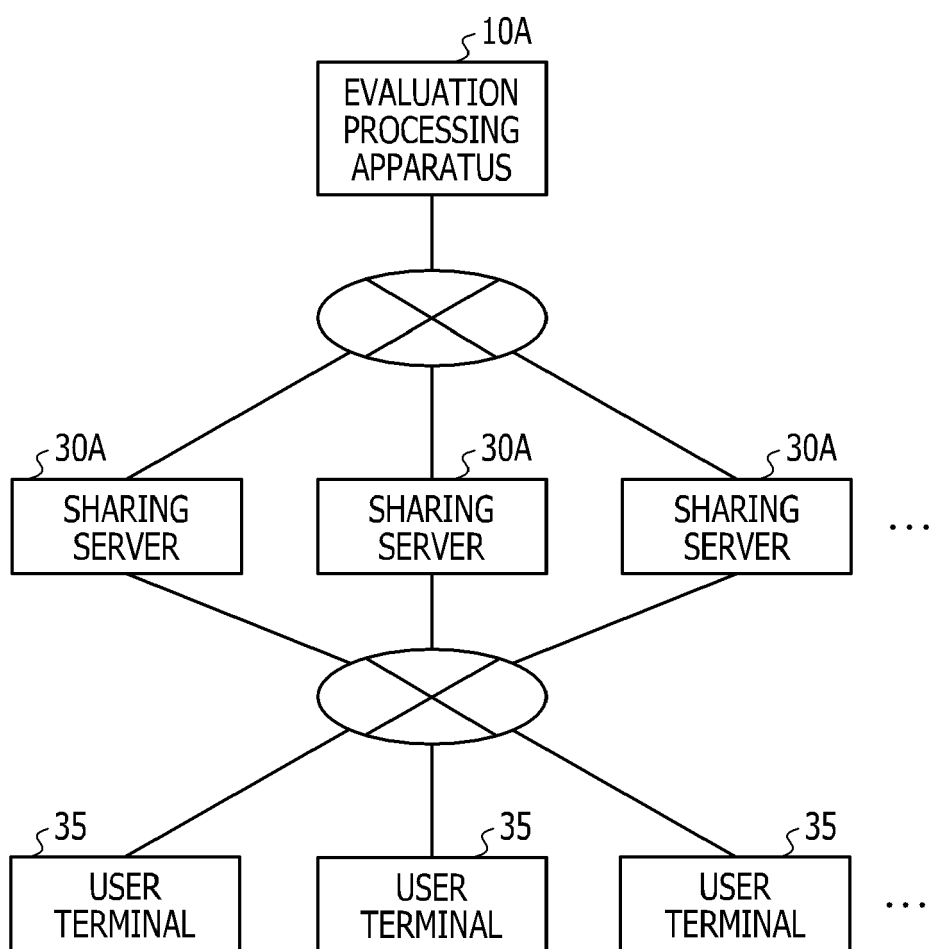 10A
EVALUATION
PROCESSING
APPARATUS
30A
30A
30A
SHARING
SERVER
SHARING
SERVER
SHARING
SERVER
...
35
35
35
USER
TERMINAL
USER
TERMINAL
USER
TERMINAL
...